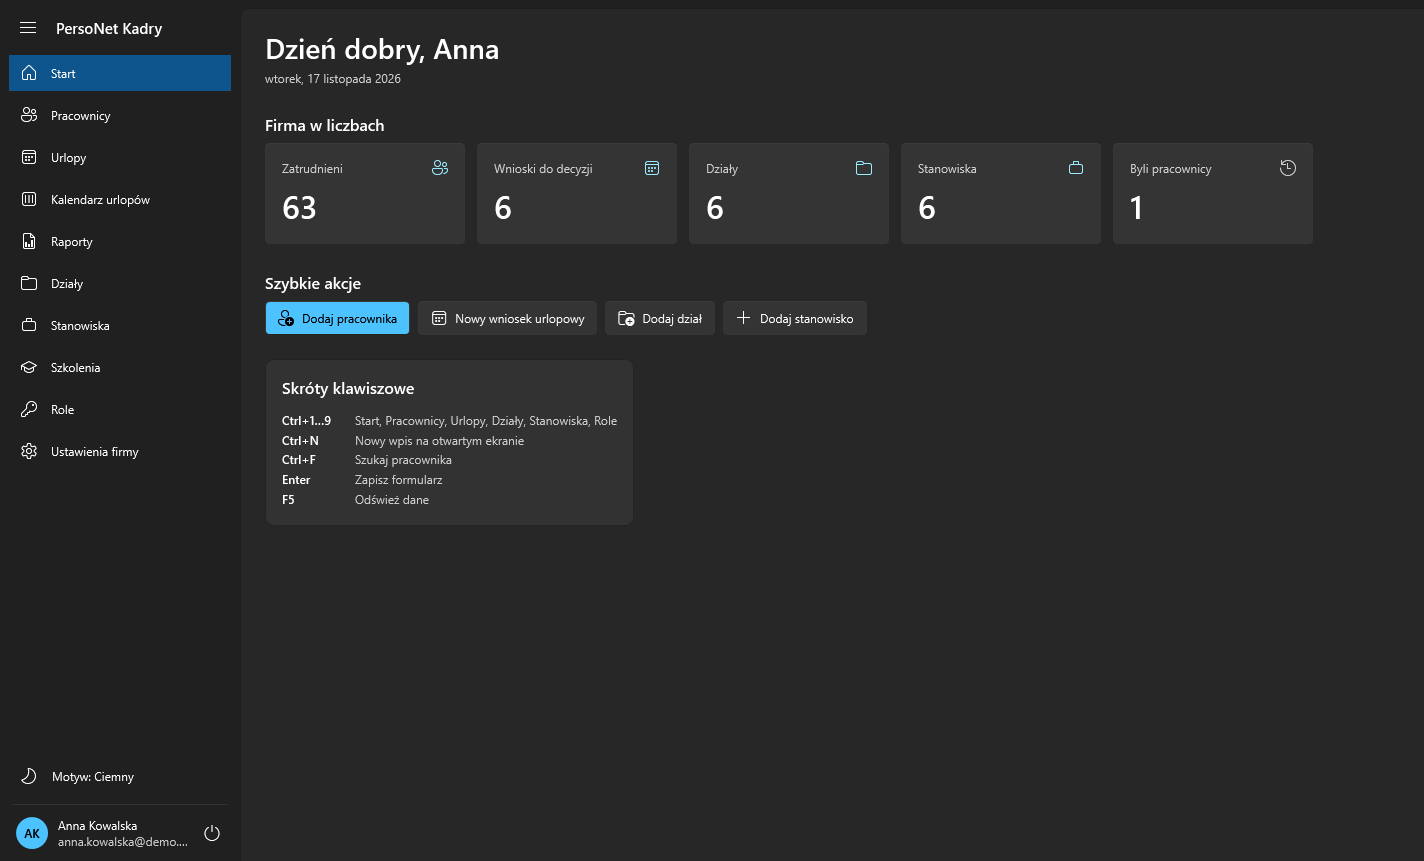 PersoNet Kadry
Start
Pracownicy
Urlopy
Kalendarz urlopów
Raporty
Działy
Stanowiska
Szkolenia
Role
Ustawienia firmy
Motyw: Ciemny
AK
Anna Kowalska
anna.kowalska@demo....
Dzień dobry, Anna
wtorek, 17 listopada 2026
Firma w liczbach
Zatrudnieni
63
Wnioski do decyzji
6
Działy
6
Stanowiska
6
Byli pracownicy
1
Szybkie akcje
Dodaj pracownika
Nowy wniosek urlopowy
Dodaj dział
Dodaj stanowisko
Skróty klawiszowe
Ctrl+1...9 Start, Pracownicy, Urlopy, Działy, Stanowiska, Role
Ctrl+N Nowy wpis na otwartym ekranie
Ctrl+F Szukaj pracownika
Enter Zapisz formularz
F5 Odśwież dane